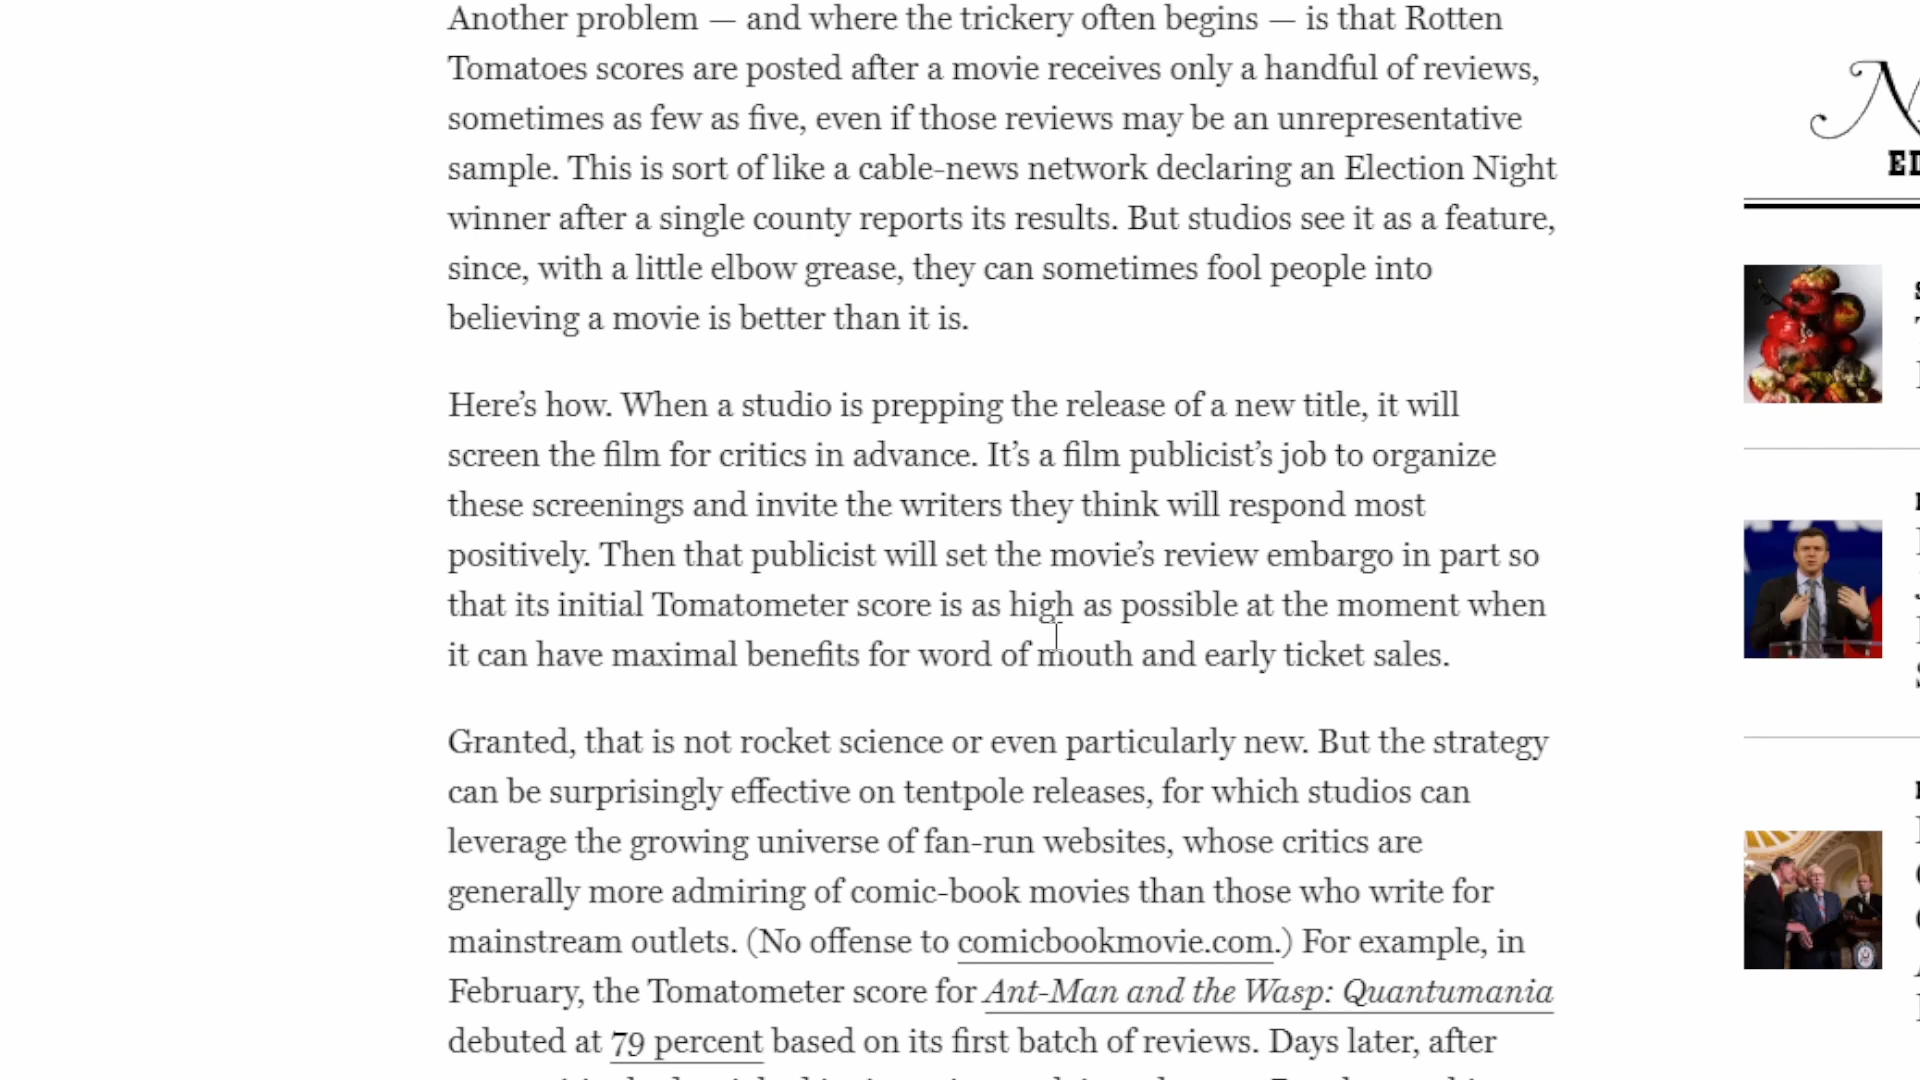 Another problem — and where the trickery often begins — is that Rotten
Tomatoes scores are posted after a movie receives only a handful of reviews,
sometimes as few as five, even if those reviews may be an unrepresentative
sample. This is sort of like a cable-news network declaring an Election Night
winner after a single county reports its results. But studios see it as a feature,
since, with a little elbow grease, they can sometimes fool people into
believing a movie is better than it is.
Here’s how. When a studio is prepping the release of a new title, it will
screen the film for critics in advance. It’s a film publicist’s job to organize
these screenings and invite the writers they think will respond most
positively. Then that publicist will set the movie’s review embargo in part so
that its initial Tomatometer score is as high as possible at the moment when
it can have maximal benefits for word of mouth and early ticket sales.
Granted, that is not rocket science or even particularly new. But the strategy
can be surprisingly effective on tentpole releases, for which studios can
leverage the growing universe of fan-run websites, whose critics are
generally more admiring of comic-book movies than those who write for
mainstream outlets. (No offense to comicbookmovie.com.) For example, in
February, the Tomatometer score for Ant-Man and the Wasp: Quantumania
debuted at 79 percent based on its first batch of reviews. Days later, after